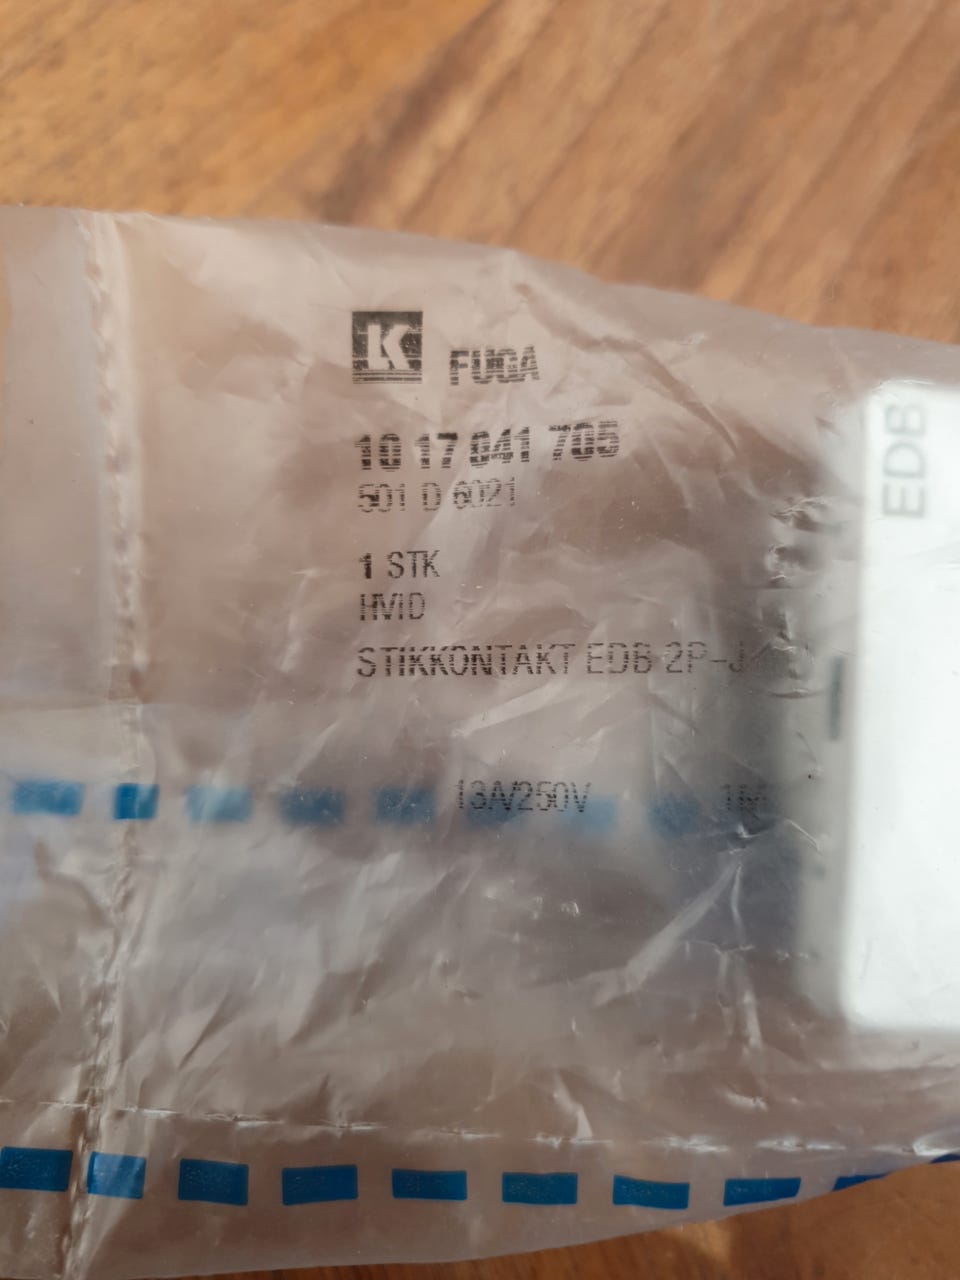 K FUGA
10 17 041 705
501 D 6021
1 STK
HVID
STIKKONTAKT EDB 2P-J
13A/250V
EDB